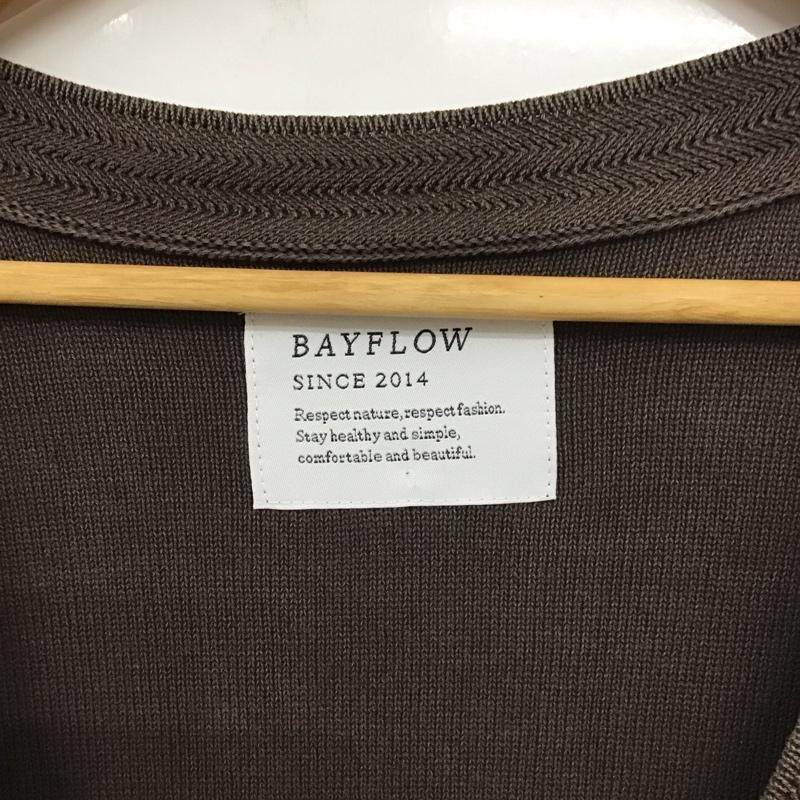 BAYFLOW
SINCE 2014
Respect nature, respect fashion.
Stay healthy and simple,
comfortable and beautiful.